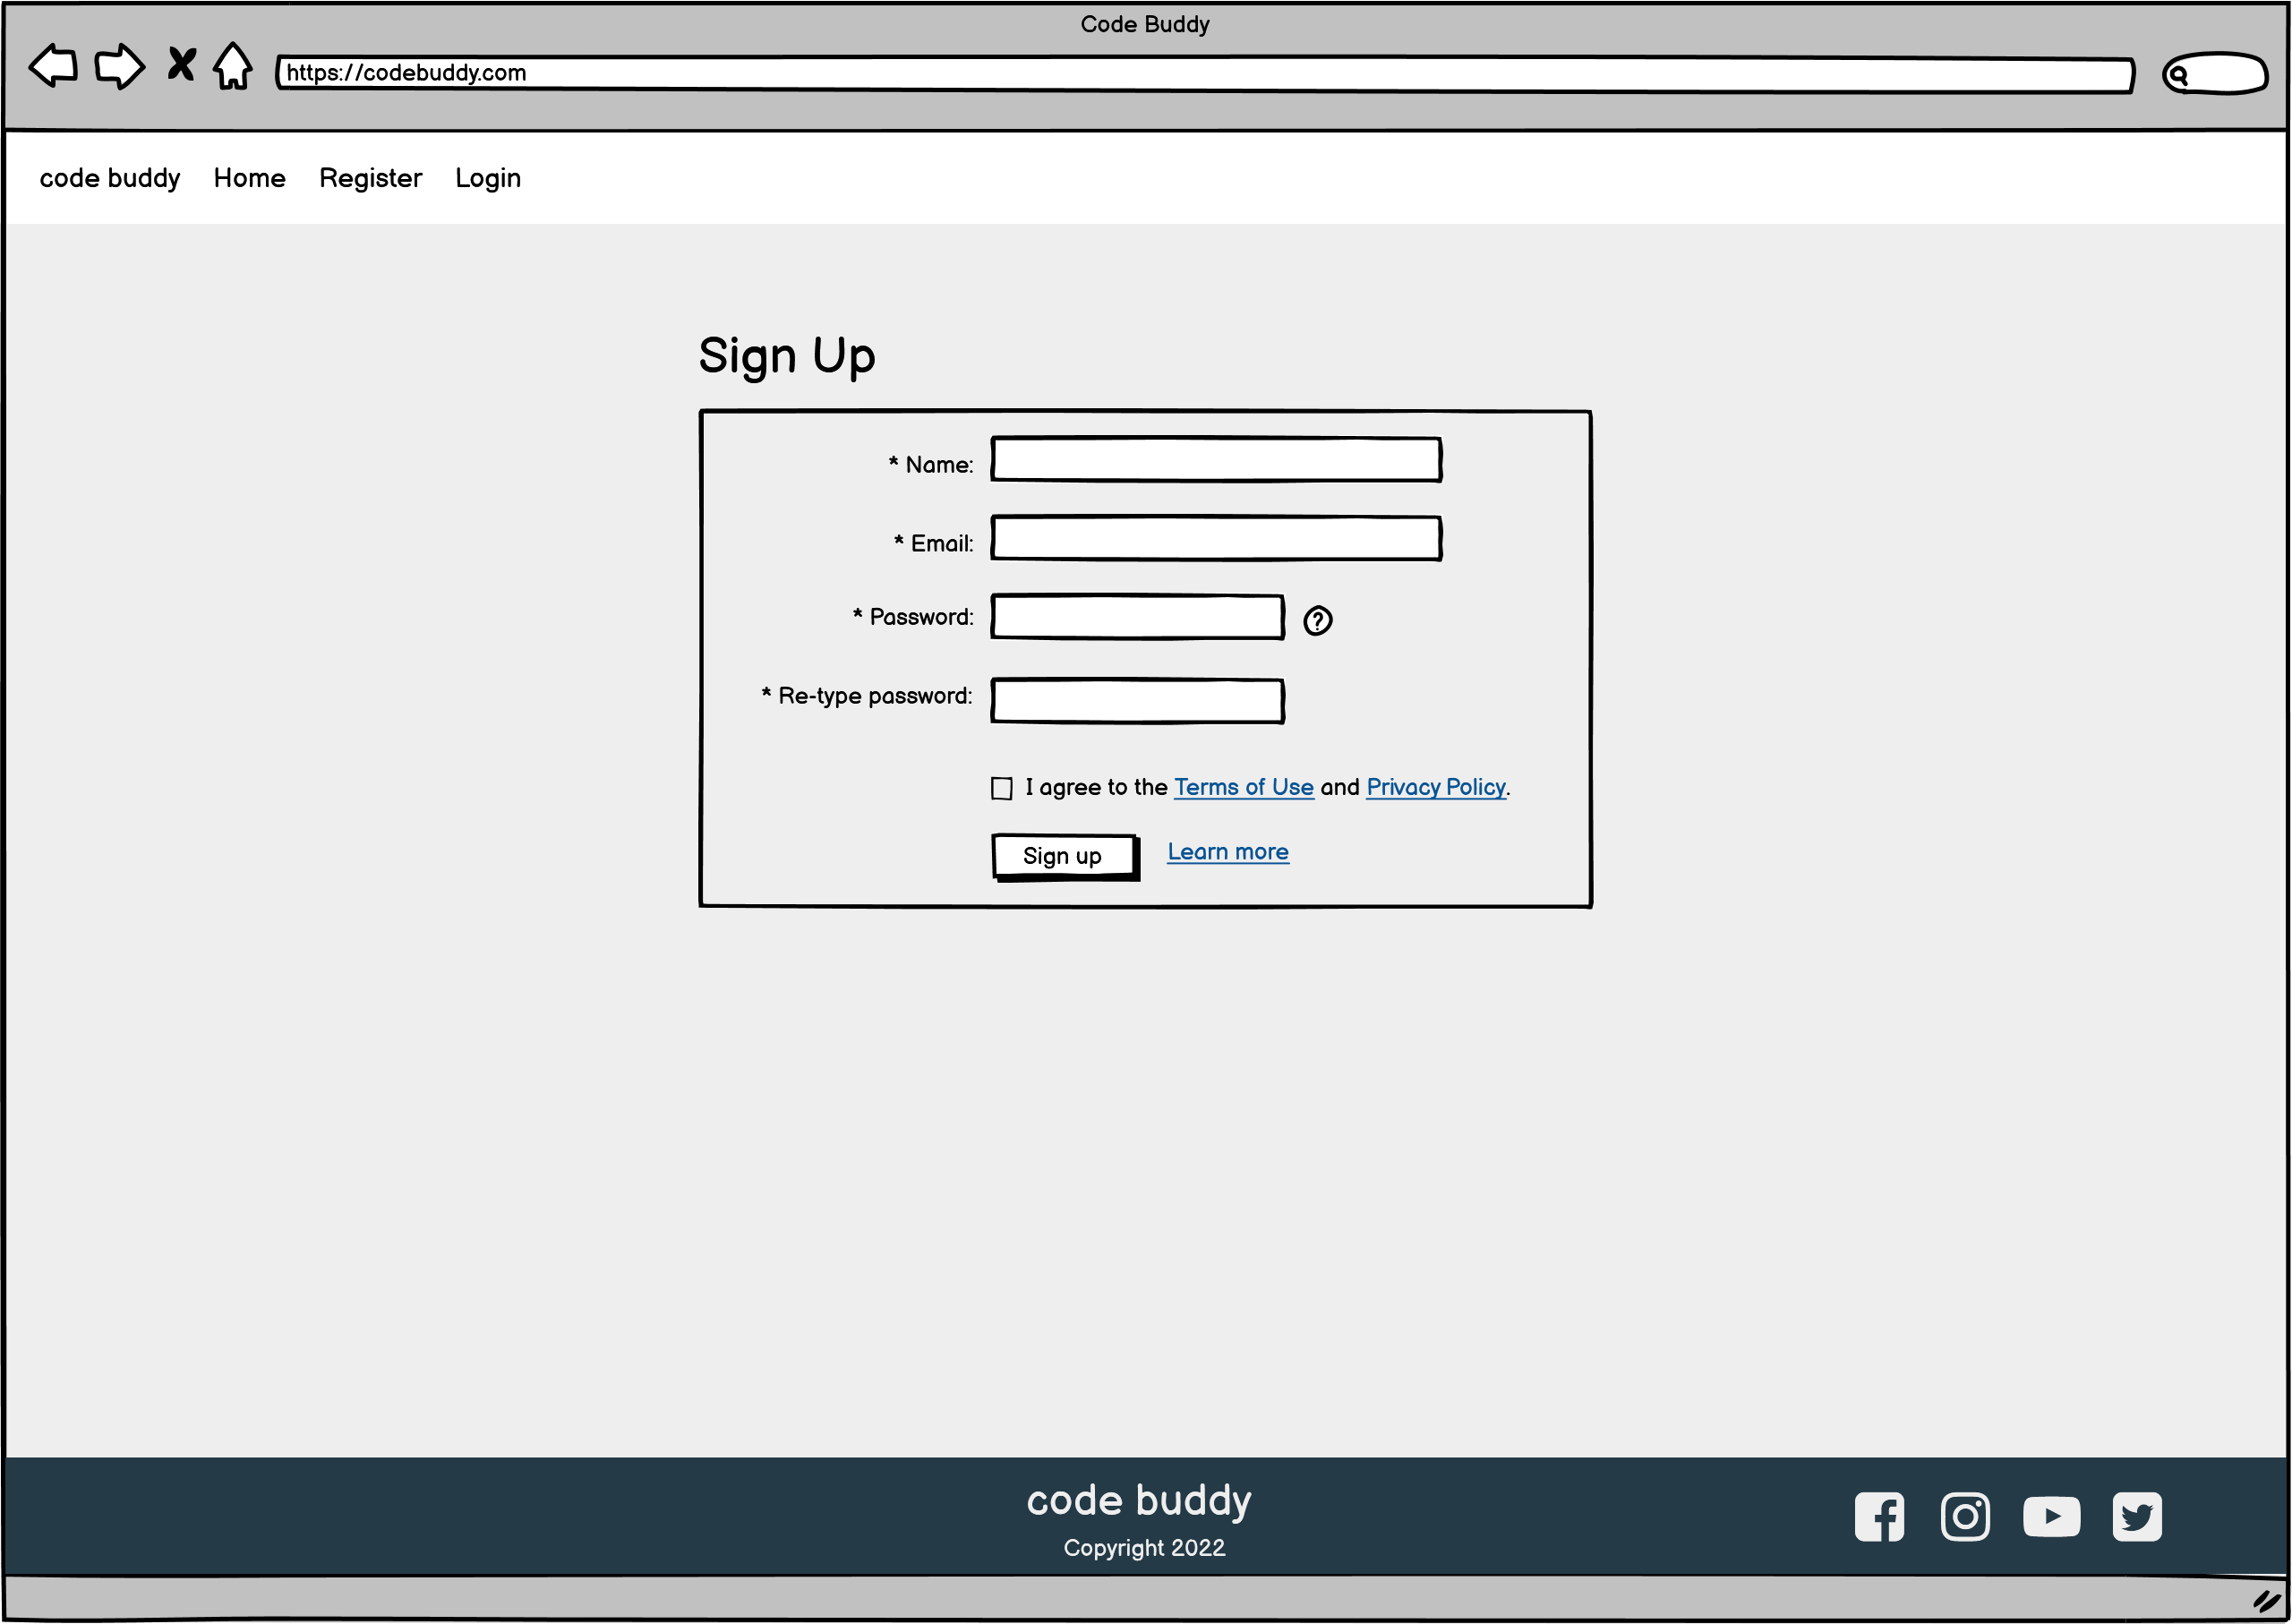 Code Buddy
https://codebuddy.com
code buddy Home Register Login
Sign Up
* Name:
* Email:
* Password: ?
* Re-type password:
I agree to the Terms of Use and Privacy Policy.
Sign up Learn more
code buddy
Copyright 2022